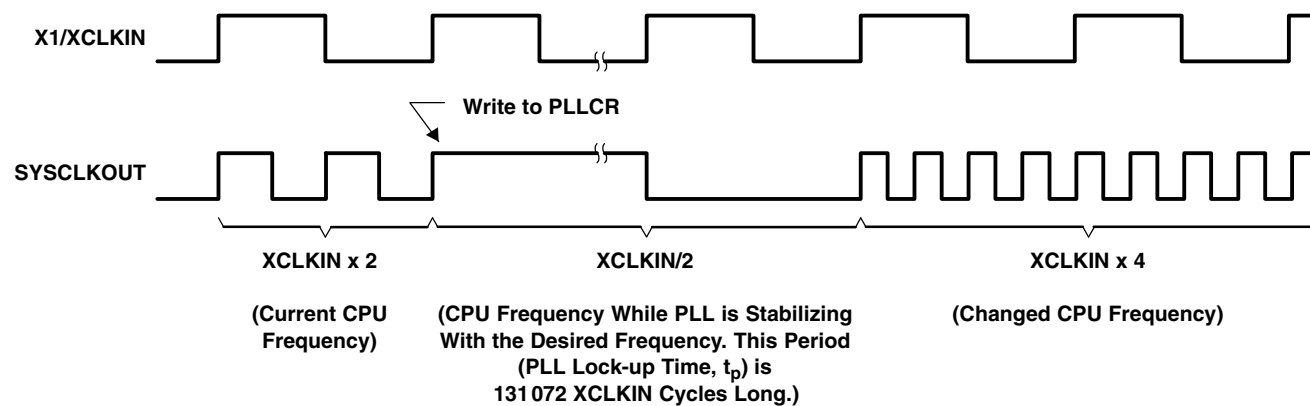 X1/XCLKIN
Write to PLLCR
SYSCLKOUT
XCLKIN x 2
XCLKIN/2
XCLKIN x 4
(Current CPU
Frequency)
(CPU Frequency While PLL is Stabilizing
With the Desired Frequency. This Period
(PLL Lock-up Time, tp) is
131 072 XCLKIN Cycles Long.)
(Changed CPU Frequency)